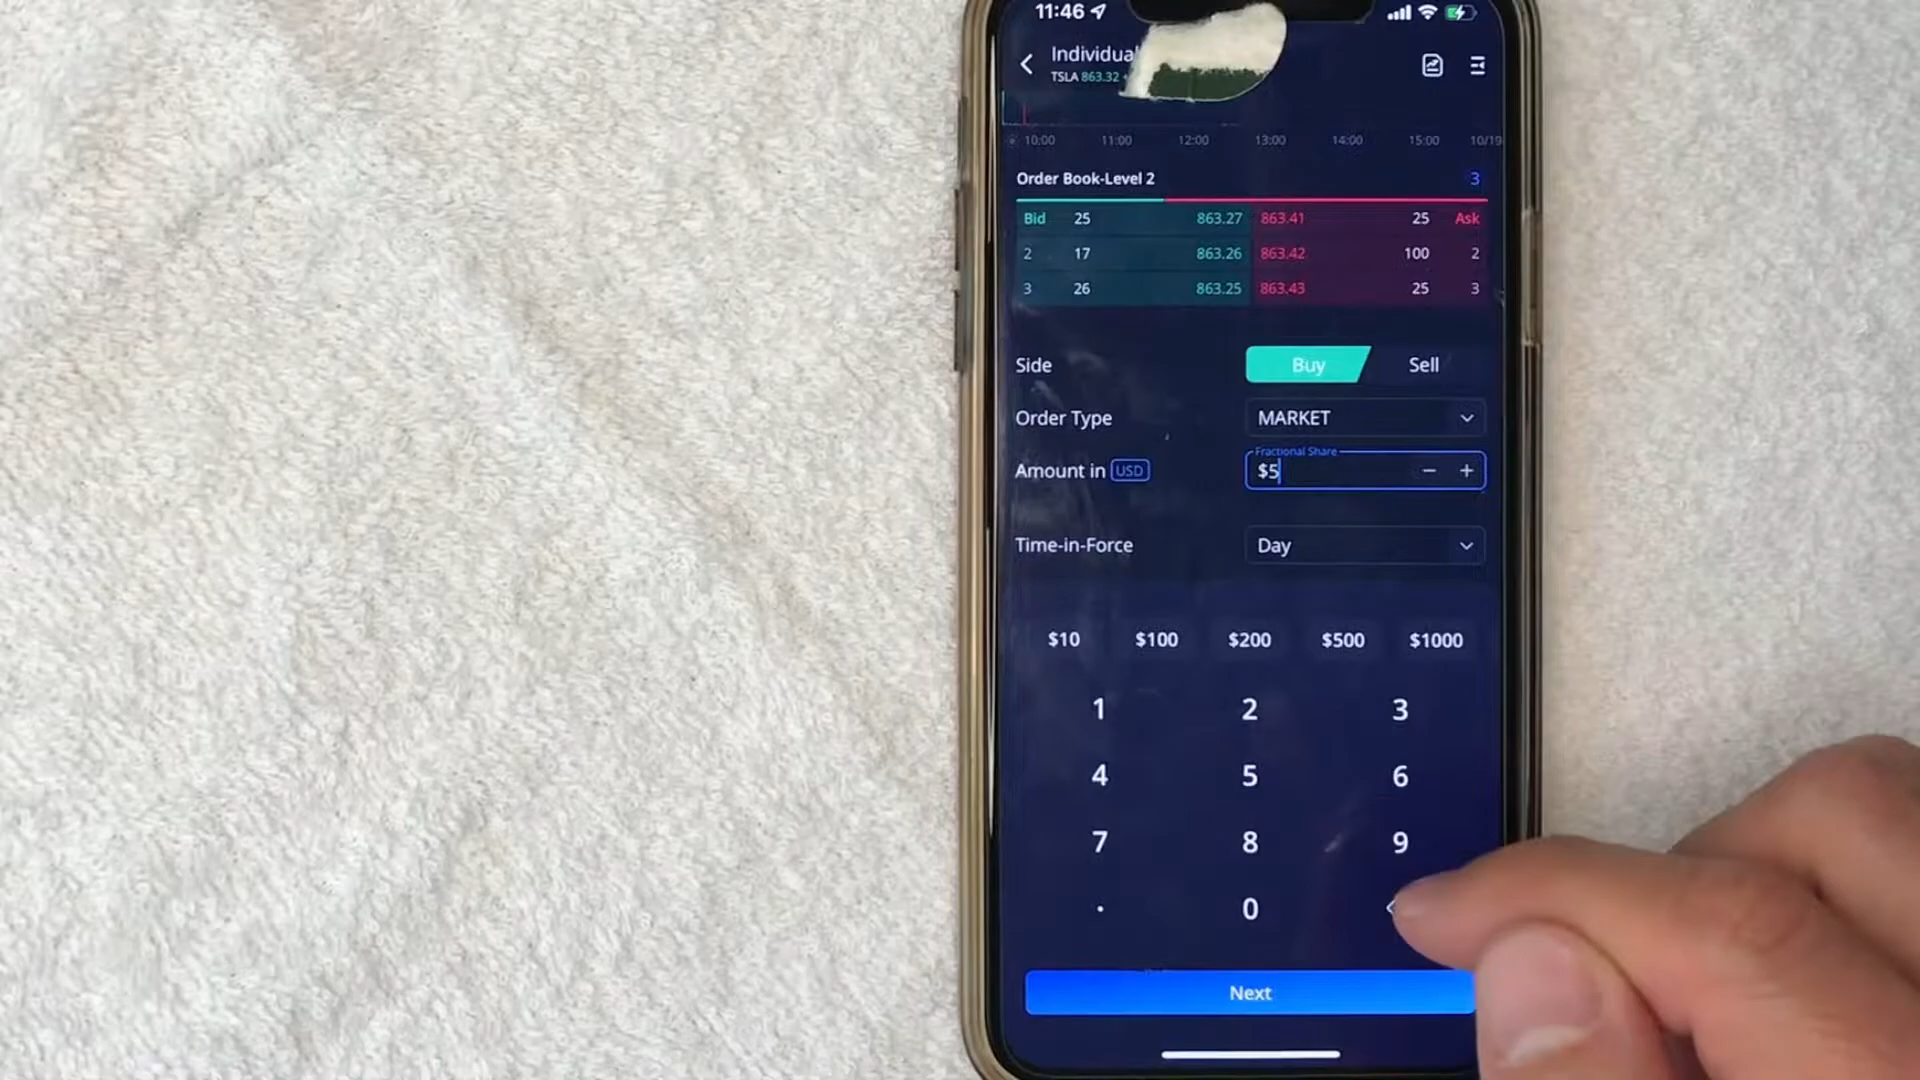 11:46
Individual
TSLA 863.32
10:00 11:00 12:00 13:00 14:00 15:00 10/19
Order Book-Level 2 3
Bid 25 863.27 863.41 25 Ask
2 17 863.26 863.42 100 2
3 26 863.25 863.43 25 3
Side Buy Sell
Order Type MARKET
Fractional Share
Amount in USD $5 − +
Time-in-Force Day
$10 $100 $200 $500 $1000
1 2 3
4 5 6
7 8 9
. 0
Next